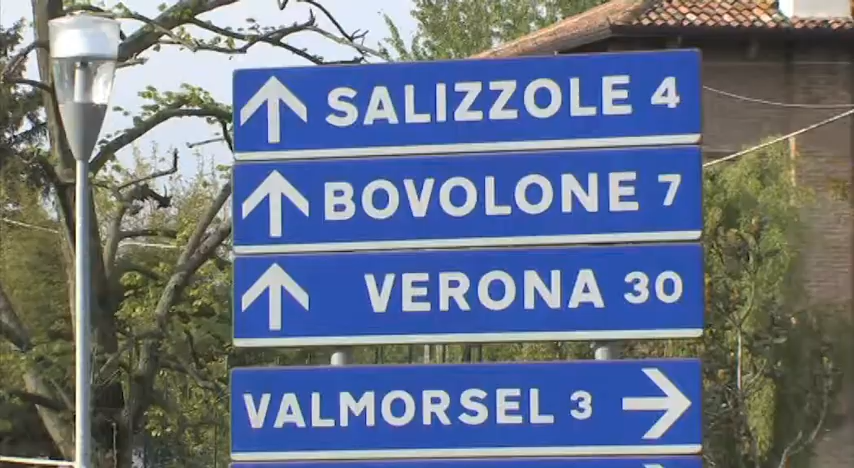 SALIZZOLE 4
BOVOLONE 7
VERONA 30
VALMORSEL 3